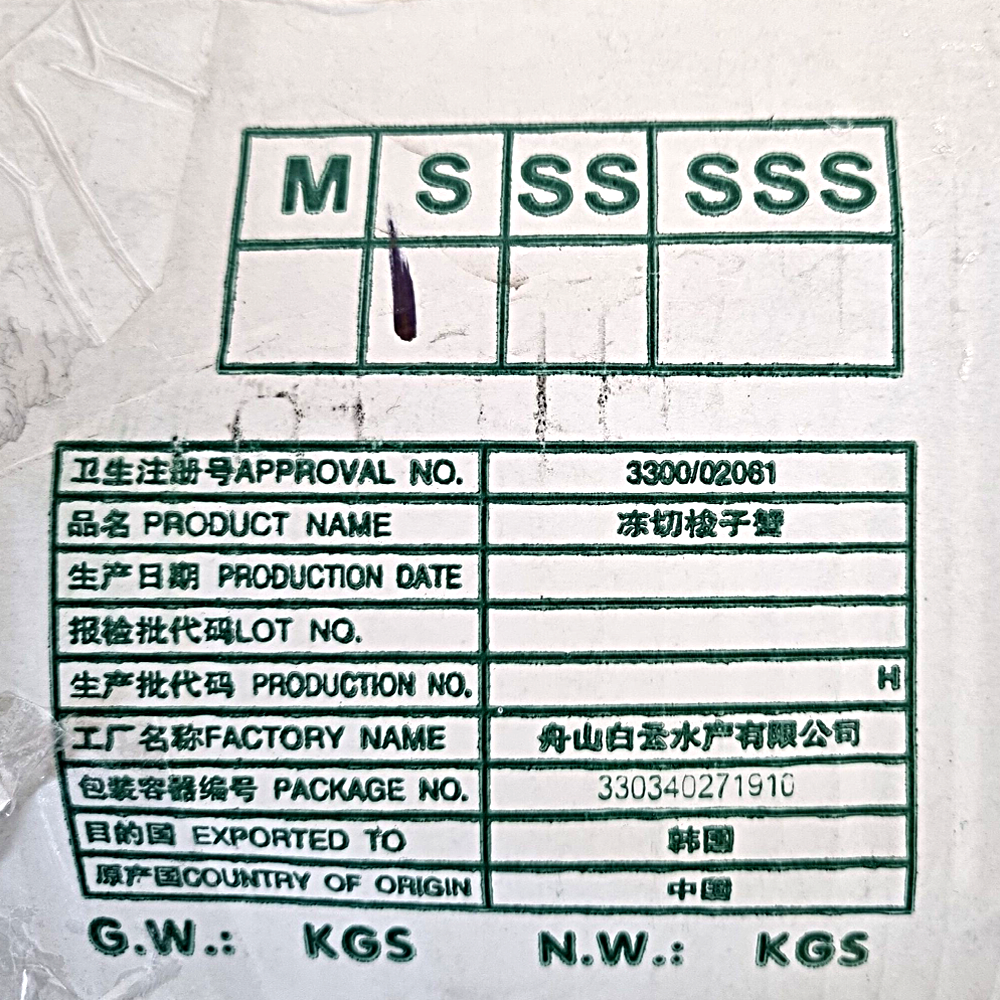 M S SS SSS
卫生注册号APPROVAL NO. 3300/02061
品名 PRODUCT NAME 冻切梭子蟹
生产日期 PRODUCTION DATE
报检批代码LOT NO.
生产批代码 PRODUCTION NO. H
工厂名称FACTORY NAME 舟山白云水产有限公司
包装容器编号 PACKAGE NO. 330340271910
目的国 EXPORTED TO 韩国
原产国COUNTRY OF ORIGIN 中国
G.W.: KGS N.W.: KGS